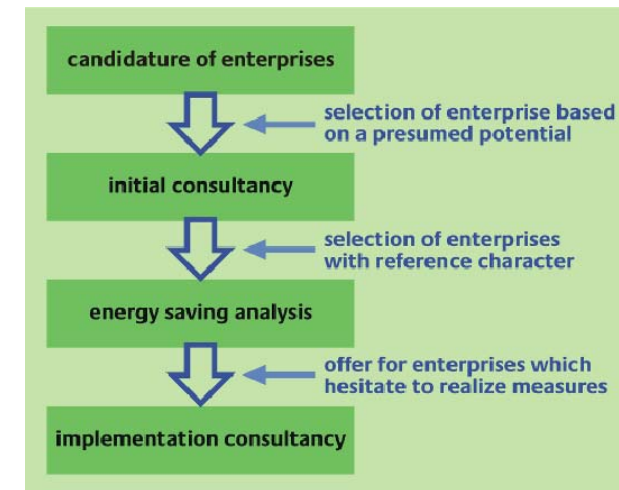 candidature of enterprises
selection of enterprise based
on a presumed potential
initial consultancy
selection of enterprises
with reference character
energy saving analysis
offer for enterprises which
hesitate to realize measures
implementation consultancy